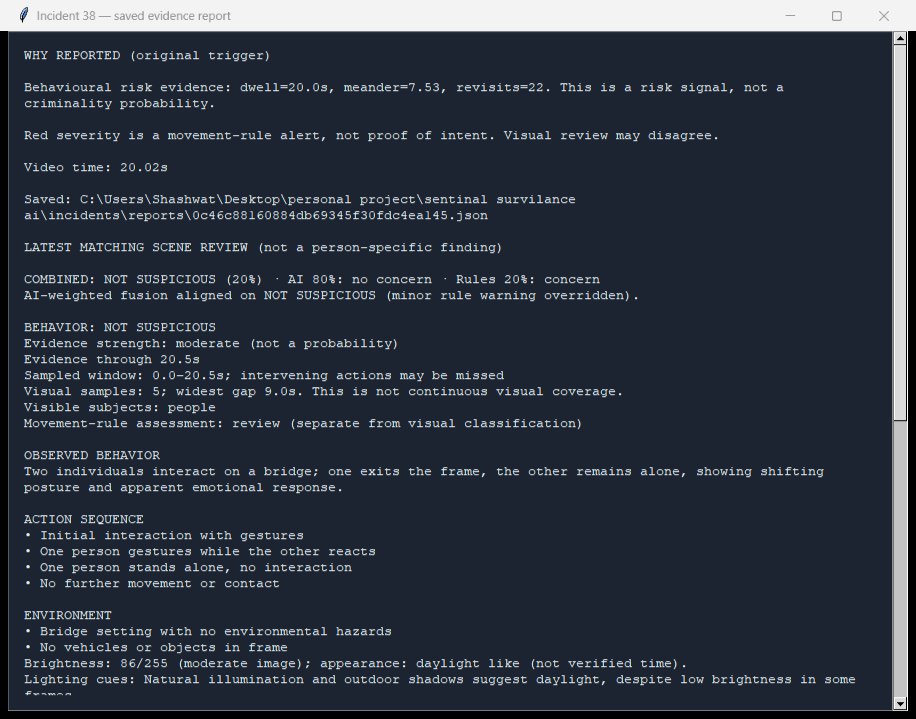 Incident 38 — saved evidence report
WHY REPORTED (original trigger)
Behavioural risk evidence: dwell=20.0s, meander=7.53, revisits=22. This is a risk signal, not a
criminality probability.
Red severity is a movement-rule alert, not proof of intent. Visual review may disagree.
Video time: 20.02s
Saved: C:\Users\Shashwat\Desktop\personal project\sentinal survilance
ai\incidents\reports\0c46c88160884db69345f30fdc4ea145.json
LATEST MATCHING SCENE REVIEW (not a person-specific finding)
COMBINED: NOT SUSPICIOUS (20%) · AI 80%: no concern · Rules 20%: concern
AI-weighted fusion aligned on NOT SUSPICIOUS (minor rule warning overridden).
BEHAVIOR: NOT SUSPICIOUS
Evidence strength: moderate (not a probability)
Evidence through 20.5s
Sampled window: 0.0–20.5s; intervening actions may be missed
Visual samples: 5; widest gap 9.0s. This is not continuous visual coverage.
Visible subjects: people
Movement-rule assessment: review (separate from visual classification)
OBSERVED BEHAVIOR
Two individuals interact on a bridge; one exits the frame, the other remains alone, showing shifting
posture and apparent emotional response.
ACTION SEQUENCE
• Initial interaction with gestures
• One person gestures while the other reacts
• One person stands alone, no interaction
• No further movement or contact
ENVIRONMENT
• Bridge setting with no environmental hazards
• No vehicles or objects in frame
Brightness: 86/255 (moderate image); appearance: daylight like (not verified time).
Lighting cues: Natural illumination and outdoor shadows suggest daylight, despite low brightness in some